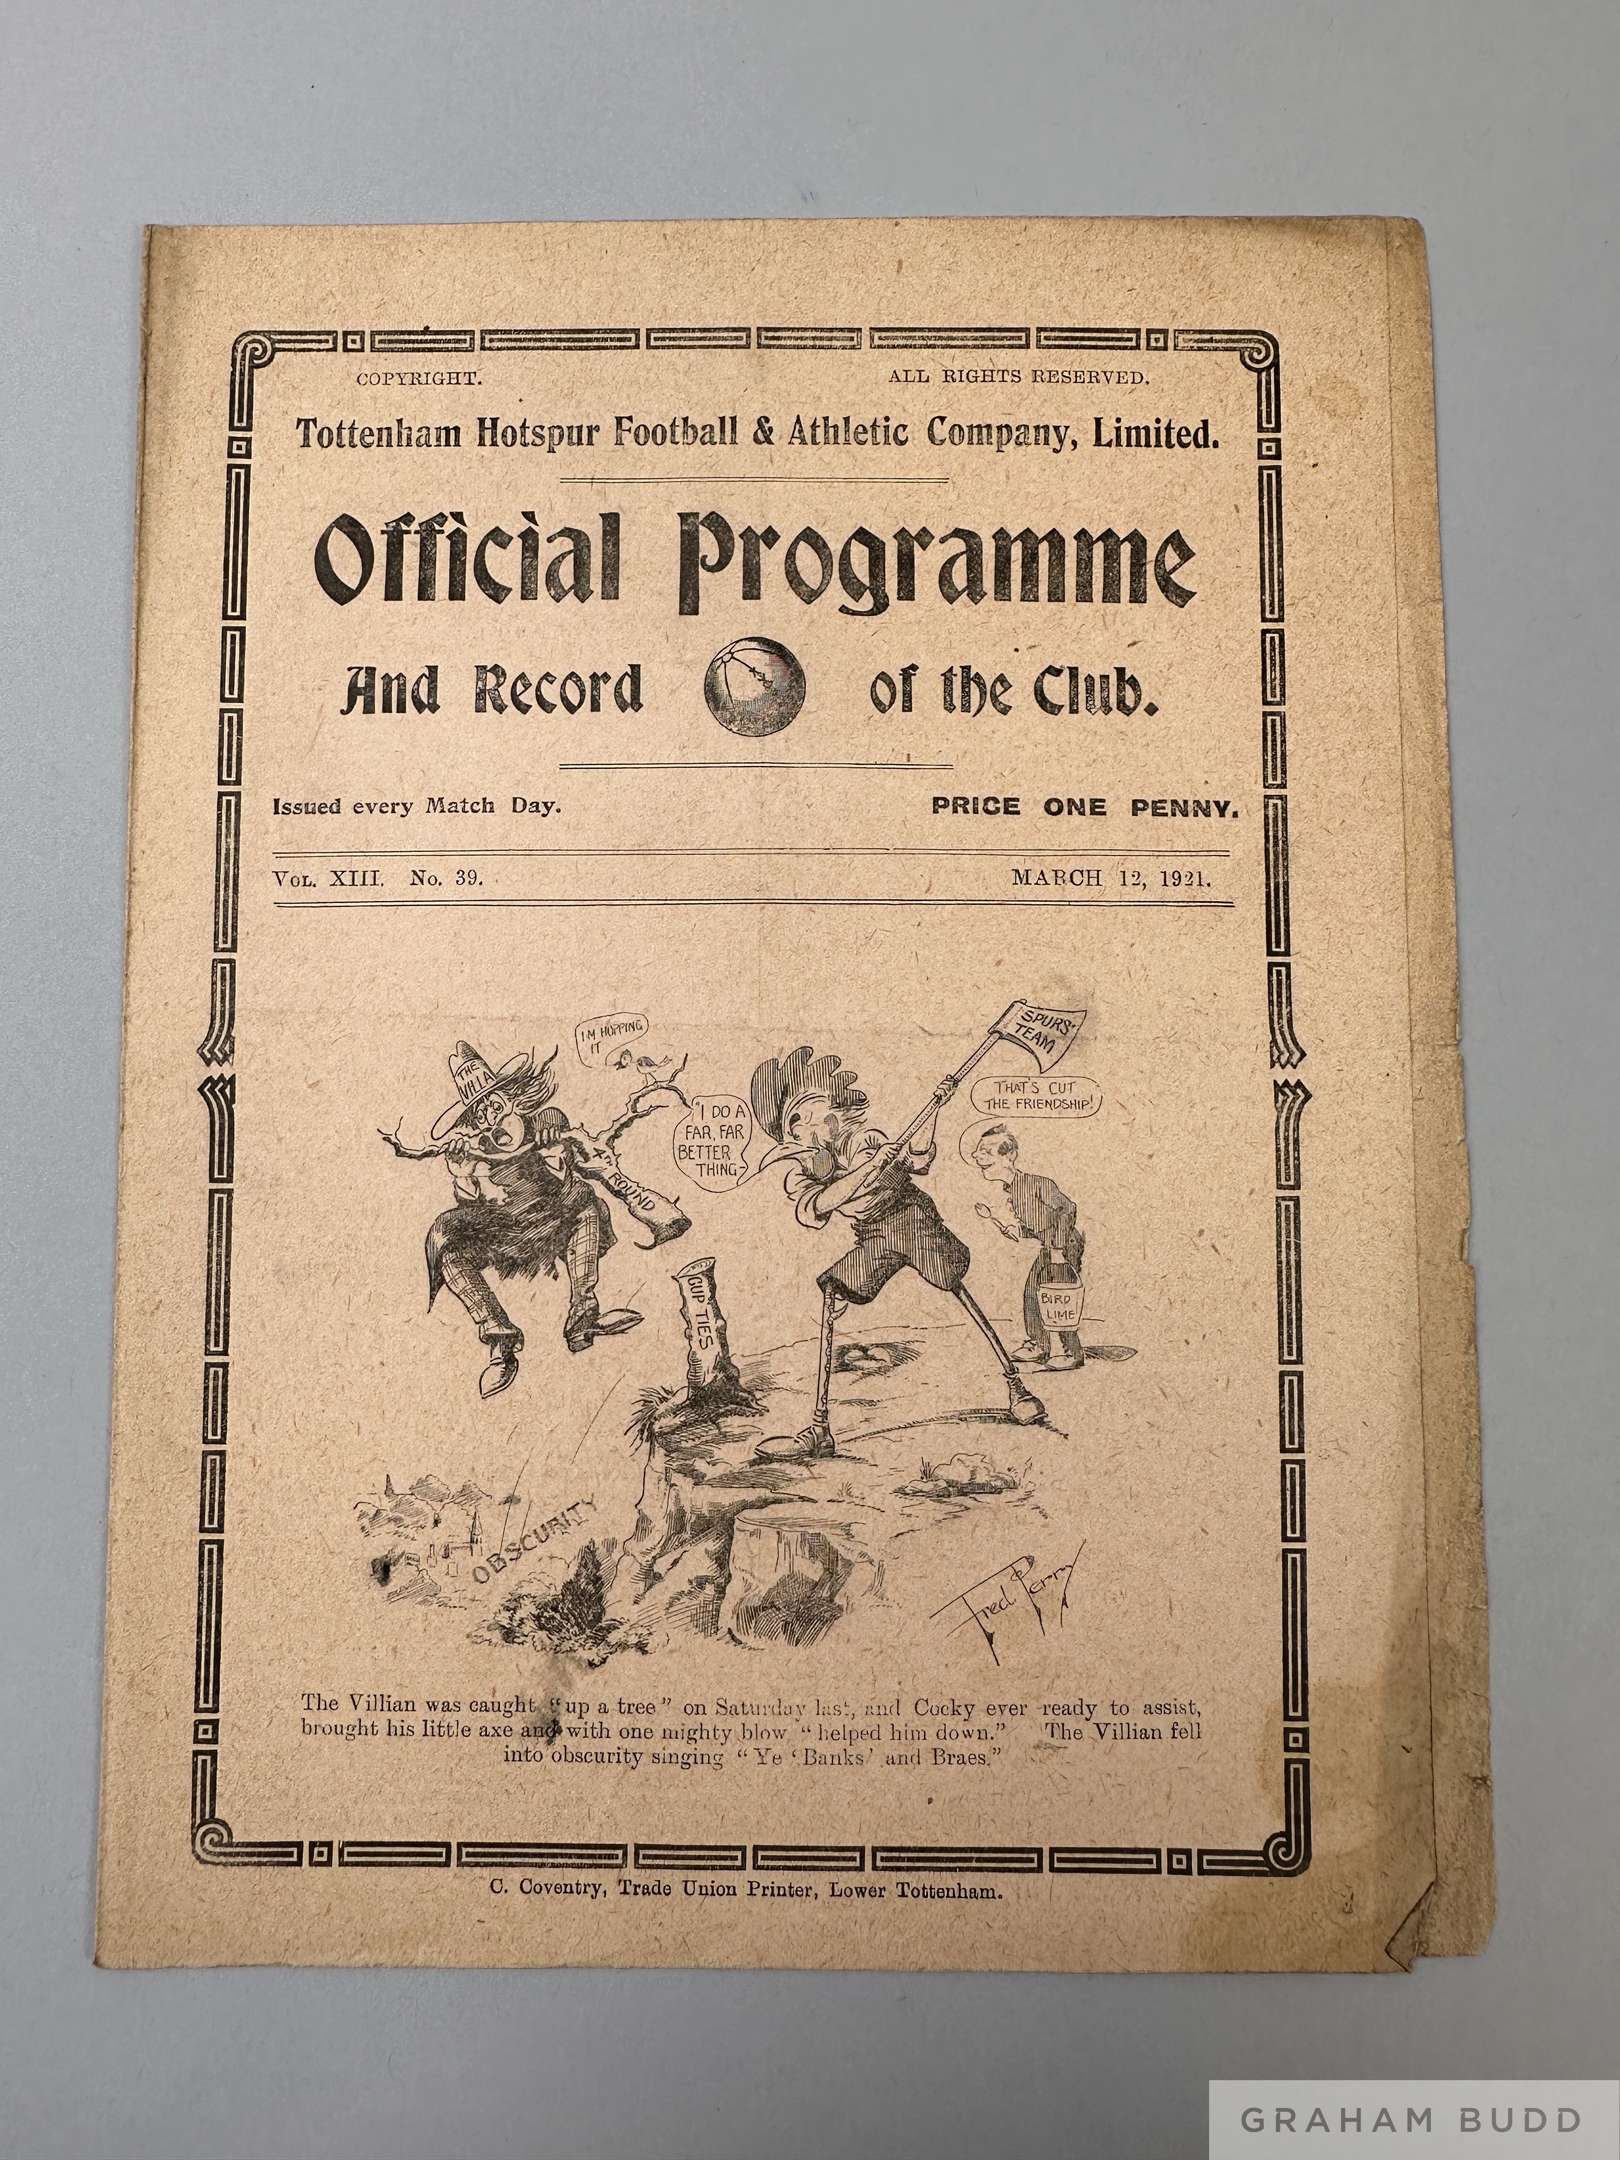 COPYRIGHT. ALL RIGHTS RESERVED.
Tottenham Hotspur Football & Athletic Company, Limited.
Official Programme
And Record of the Club.
Issued every Match Day. PRICE ONE PENNY.
VOL. XIII. No. 39. MARCH 12, 1921.
SPURS'
TEAM
I'M HOPPING
IT
THE
VILLA
THAT'S CUT
THE FRIENDSHIP!
"I DO A
FAR, FAR
BETTER
THING-
4TH ROUND
CUP TIES
BIRD
LIME
OBSCURITY
Fred Perry
The Villian was caught "up a tree" on Saturday last, and Cocky ever ready to assist,
brought his little axe and with one mighty blow "helped him down." The Villian fell
into obscurity singing "Ye 'Banks' and Braes."
C. Coventry, Trade Union Printer, Lower Tottenham.
GRAHAM BUDD